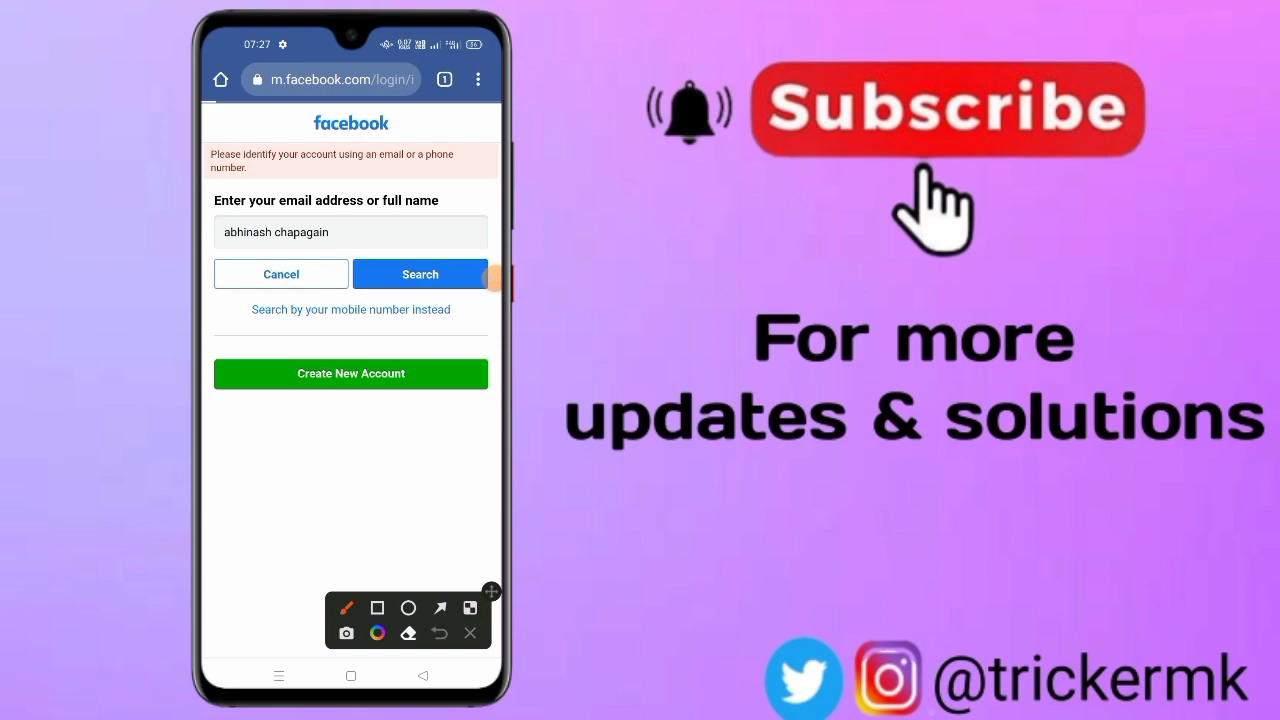 07:27
m.facebook.com/login/i
1
facebook
Please identify your account using an email or a phone
number.
Enter your email address or full name
abhinash chapagain
Cancel
Search
Search by your mobile number instead
Create New Account
Subscribe
For more
updates & solutions
@trickermk